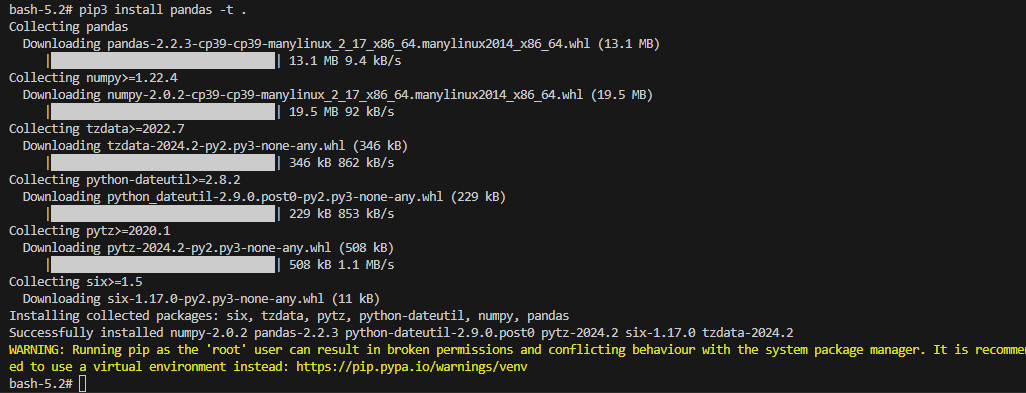 bash-5.2# pip3 install pandas -t .
Collecting pandas
  Downloading pandas-2.2.3-cp39-cp39-manylinux_2_17_x86_64.manylinux2014_x86_64.whl (13.1 MB)
     | | 13.1 MB 9.4 kB/s
Collecting numpy>=1.22.4
  Downloading numpy-2.0.2-cp39-cp39-manylinux_2_17_x86_64.manylinux2014_x86_64.whl (19.5 MB)
     | | 19.5 MB 92 kB/s
Collecting tzdata>=2022.7
  Downloading tzdata-2024.2-py2.py3-none-any.whl (346 kB)
     | | 346 kB 862 kB/s
Collecting python-dateutil>=2.8.2
  Downloading python_dateutil-2.9.0.post0-py2.py3-none-any.whl (229 kB)
     | | 229 kB 853 kB/s
Collecting pytz>=2020.1
  Downloading pytz-2024.2-py2.py3-none-any.whl (508 kB)
     | | 508 kB 1.1 MB/s
Collecting six>=1.5
  Downloading six-1.17.0-py2.py3-none-any.whl (11 kB)
Installing collected packages: six, tzdata, pytz, python-dateutil, numpy, pandas
Successfully installed numpy-2.0.2 pandas-2.2.3 python-dateutil-2.9.0.post0 pytz-2024.2 six-1.17.0 tzdata-2024.2
WARNING: Running pip as the 'root' user can result in broken permissions and conflicting behaviour with the system package manager. It is recommen
ed to use a virtual environment instead: https://pip.pypa.io/warnings/venv
bash-5.2#